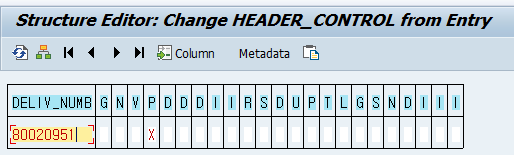 Structure Editor: Change HEADER_CONTROL from Entry
Column Metadata
DELIV_NUMB G N V P D D D I I R S D U P T L G S N D I I I
80020951 X